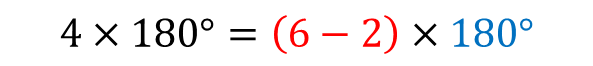 4 × 180° = (6 − 2) × 180°